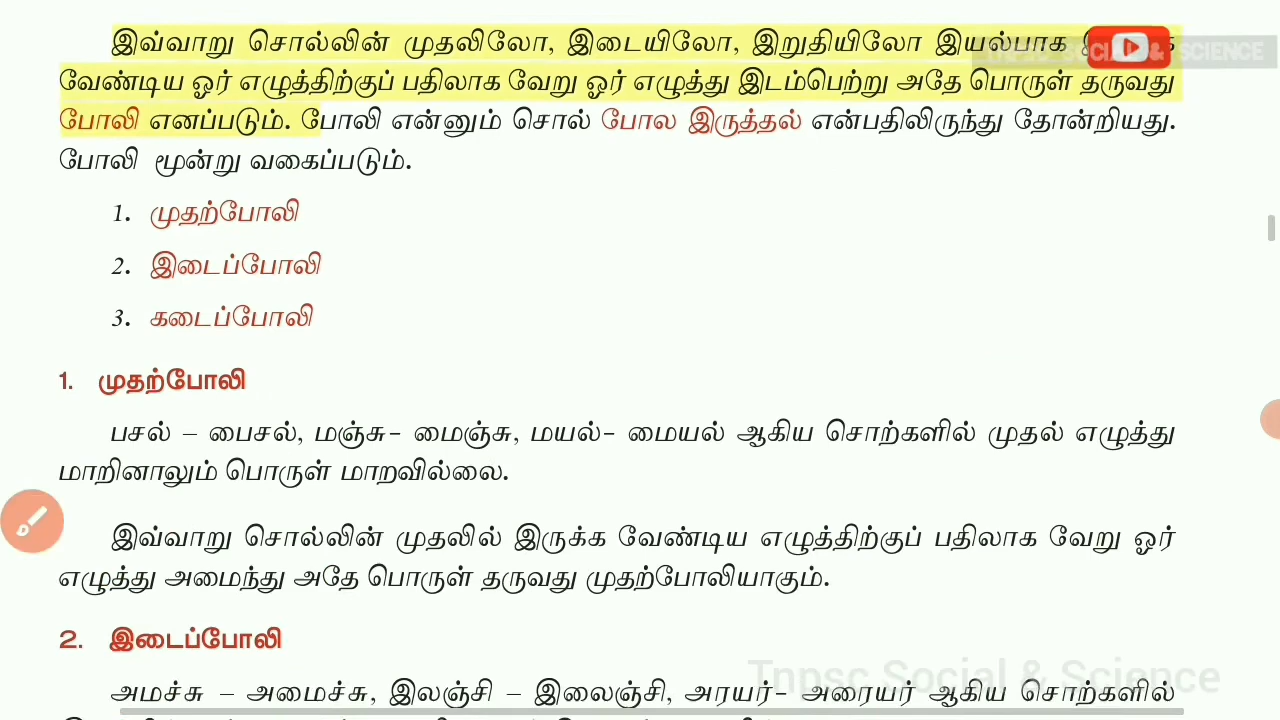 இவ்வாறு சொல்லின் முதலிலோ, இடையிலோ, இறுதியிலோ இயல்பாக
TNPSC SOCIAL & SCIENCE
வேண்டிய ஓர் எழுத்திற்குப் பதிலாக வேறு ஓர் எழுத்து இடம்பெற்று அதே பொருள் தருவது
போலி எனப்படும். போலி என்னும் சொல் போல இருத்தல் என்பதிலிருந்து தோன்றியது.
போலி மூன்று வகைப்படும்.
1. முதற்போலி
2. இடைப்போலி
3. கடைப்போலி
1. முதற்போலி
பசல் – பைசல், மஞ்சு- மைஞ்சு, மயல்- மையல் ஆகிய சொற்களில் முதல் எழுத்து
மாறினாலும் பொருள் மாறவில்லை.
இவ்வாறு சொல்லின் முதலில் இருக்க வேண்டிய எழுத்திற்குப் பதிலாக வேறு ஓர்
எழுத்து அமைந்து அதே பொருள் தருவது முதற்போலியாகும்.
2. இடைப்போலி
Tnpsc Social & Science
அமச்சு – அமைச்சு, இலஞ்சி – இலைஞ்சி, அரயர்- அரையர் ஆகிய சொற்களில்